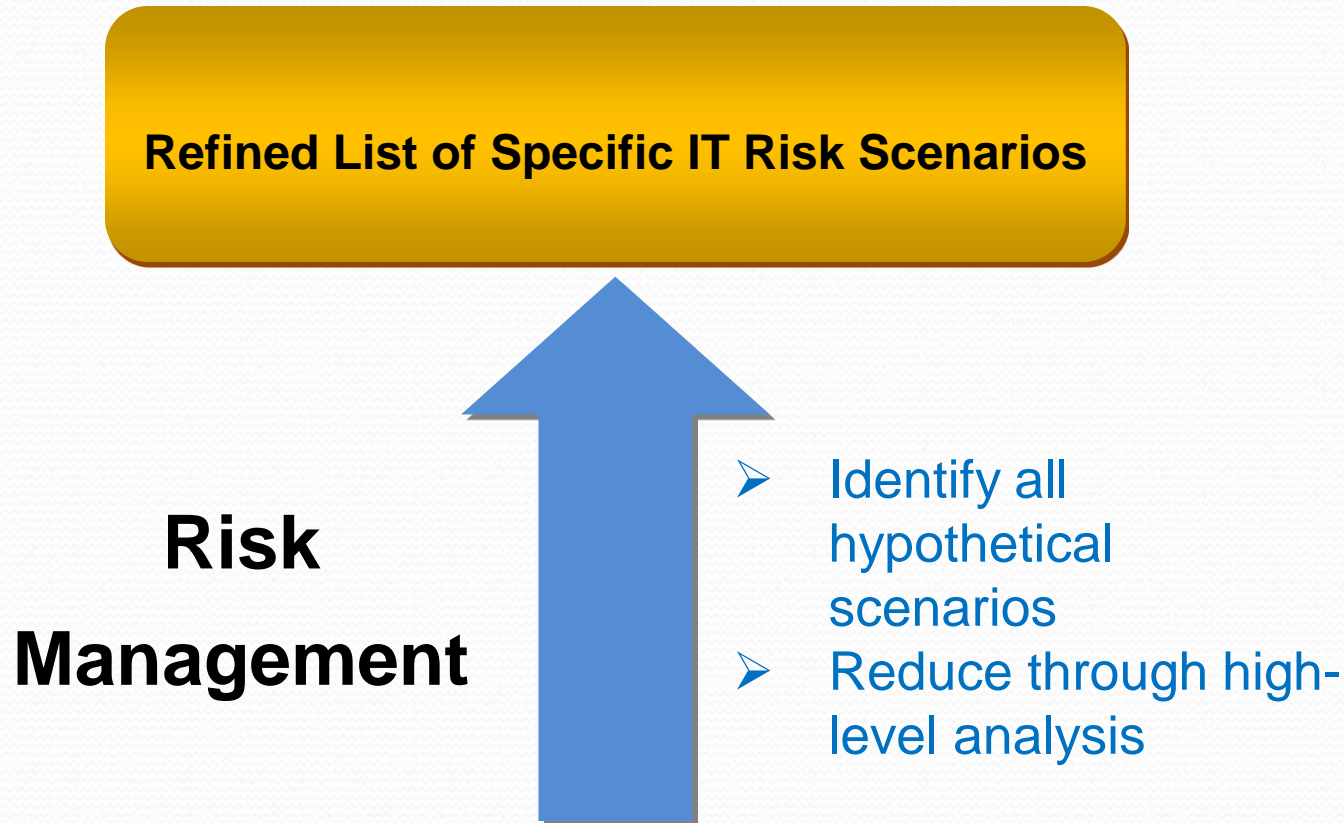 Refined List of Specific IT Risk Scenarios
Risk
Management
➢ Identify all
hypothetical
scenarios
➢ Reduce through high-
level analysis